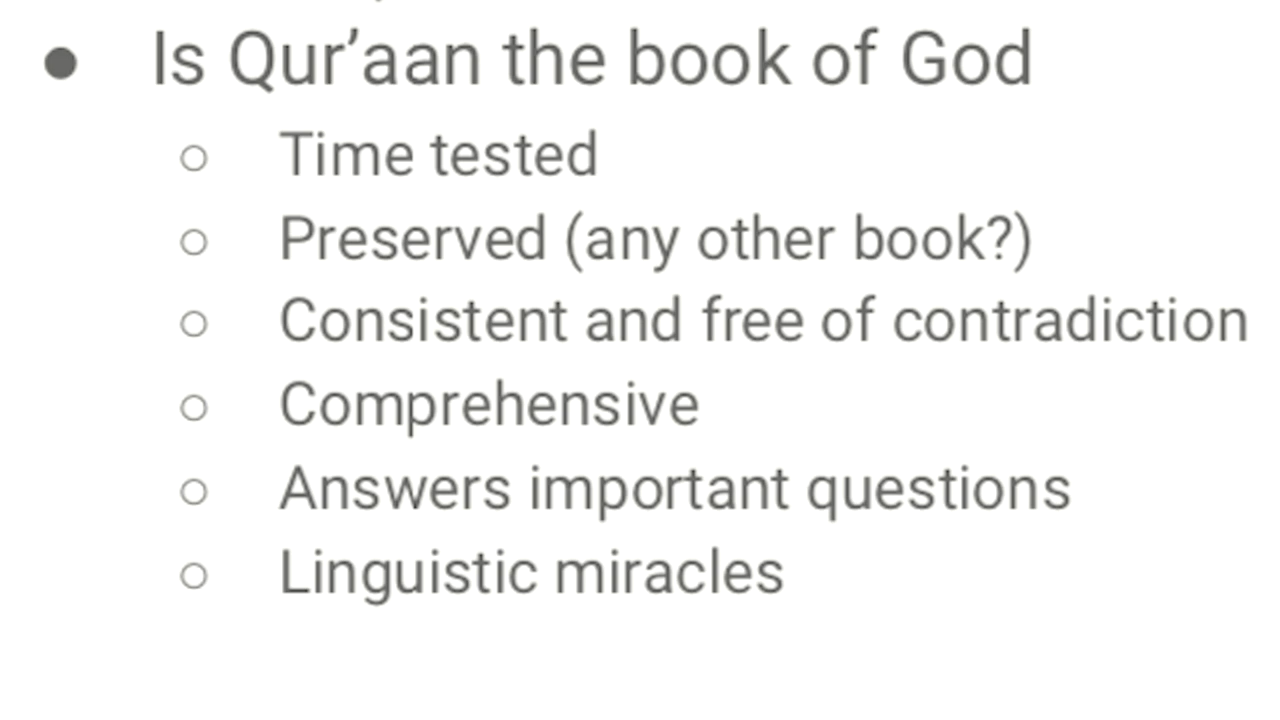 ● Is Qur’aan the book of God
○ Time tested
○ Preserved (any other book?)
○ Consistent and free of contradiction
○ Comprehensive
○ Answers important questions
○ Linguistic miracles